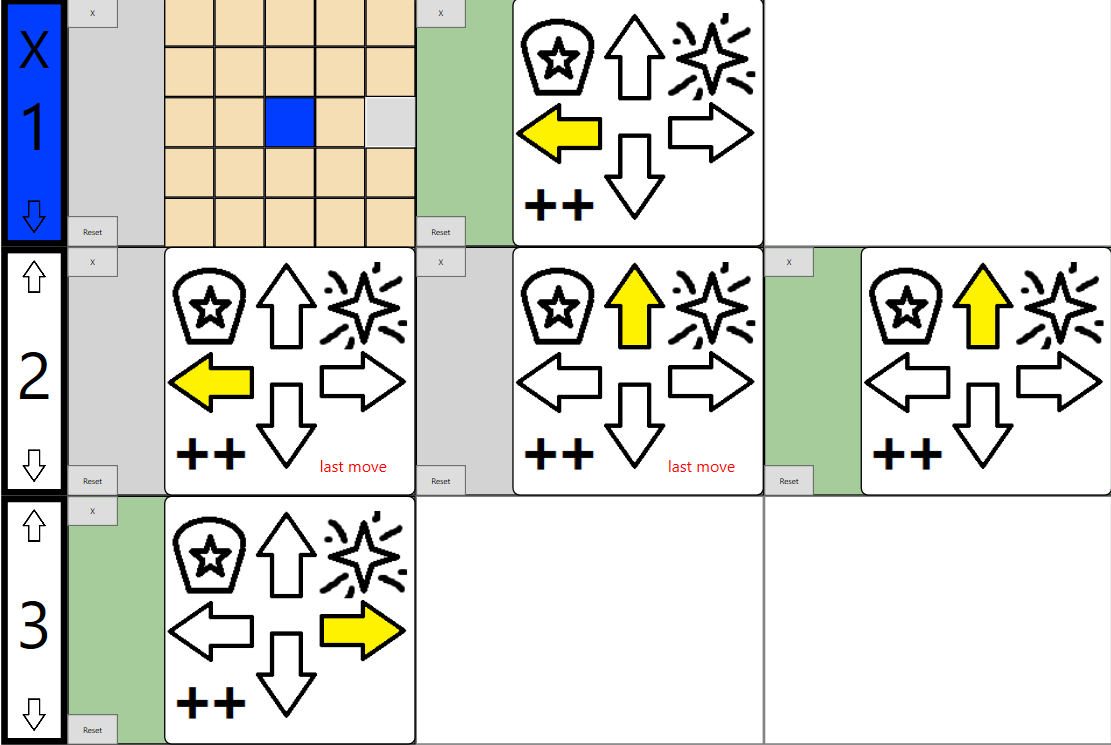 X
1
X
Reset
X
++
Reset
2
X
++
last move
Reset
X
++
last move
Reset
X
++
Reset
3
X
++
Reset